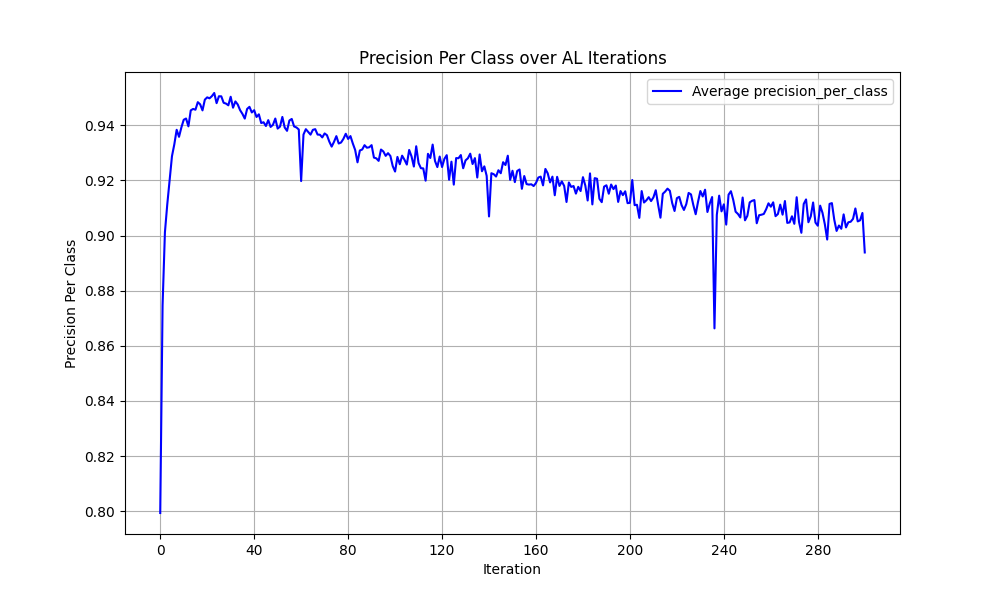 Precision Per Class over AL Iterations
Average precision_per_class
Precision Per Class
0.94
0.92
0.90
0.88
0.86
0.84
0.82
0.80
0 40 80 120 160 200 240 280
Iteration